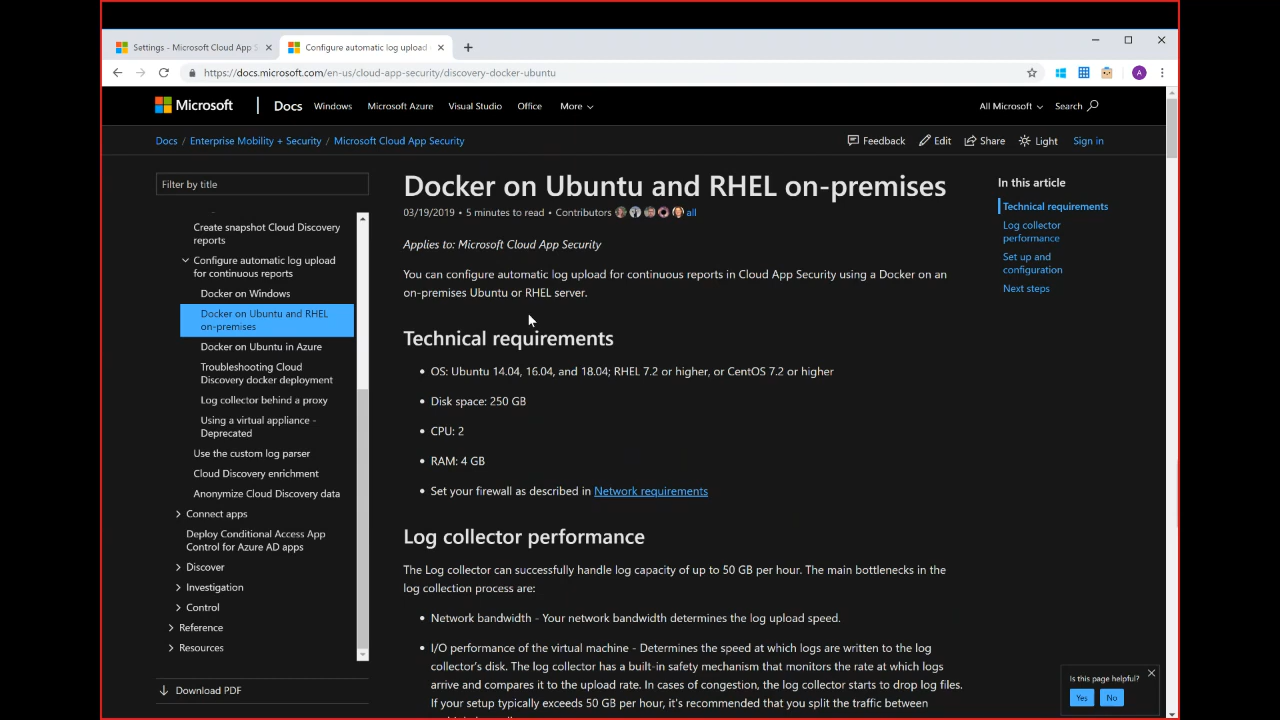 Settings - Microsoft Cloud App S
Configure automatic log upload
https://docs.microsoft.com/en-us/cloud-app-security/discovery-docker-ubuntu
A
Microsoft
Docs
Windows
Microsoft Azure
Visual Studio
Office
More
All Microsoft
Search
Docs / Enterprise Mobility + Security / Microsoft Cloud App Security
Feedback
Edit
Share
Light
Sign in
Filter by title
Create snapshot Cloud Discovery
reports
Configure automatic log upload
for continuous reports
Docker on Windows
Docker on Ubuntu and RHEL
on-premises
Docker on Ubuntu in Azure
Troubleshooting Cloud
Discovery docker deployment
Log collector behind a proxy
Using a virtual appliance -
Deprecated
Use the custom log parser
Cloud Discovery enrichment
Anonymize Cloud Discovery data
Connect apps
Deploy Conditional Access App
Control for Azure AD apps
Discover
Investigation
Control
Reference
Resources
Download PDF
Docker on Ubuntu and RHEL on-premises
03/19/2019 • 5 minutes to read • Contributors all
Applies to: Microsoft Cloud App Security
You can configure automatic log upload for continuous reports in Cloud App Security using a Docker on an
on-premises Ubuntu or RHEL server.
Technical requirements
• OS: Ubuntu 14.04, 16.04, and 18.04; RHEL 7.2 or higher, or CentOS 7.2 or higher
• Disk space: 250 GB
• CPU: 2
• RAM: 4 GB
• Set your firewall as described in Network requirements
Log collector performance
The Log collector can successfully handle log capacity of up to 50 GB per hour. The main bottlenecks in the
log collection process are:
• Network bandwidth - Your network bandwidth determines the log upload speed.
• I/O performance of the virtual machine - Determines the speed at which logs are written to the log
collector's disk. The log collector has a built-in safety mechanism that monitors the rate at which logs
arrive and compares it to the upload rate. In cases of congestion, the log collector starts to drop log files.
If your setup typically exceeds 50 GB per hour, it's recommended that you split the traffic between
In this article
Technical requirements
Log collector
performance
Set up and
configuration
Next steps
Is this page helpful?
Yes
No